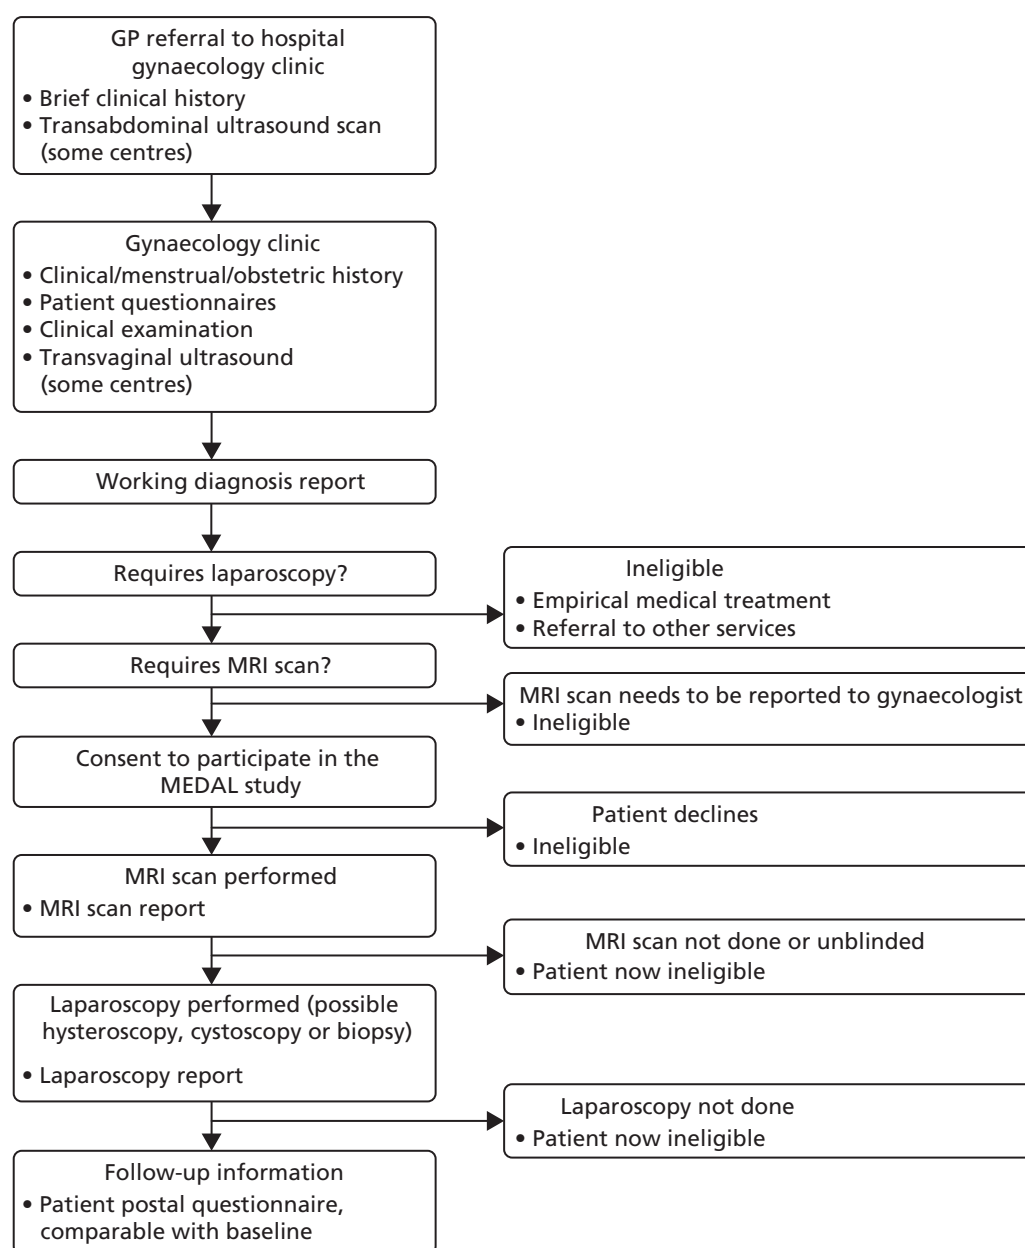 GP referral to hospital
gynaecology clinic
• Brief clinical history
• Transabdominal ultrasound scan
(some centres)
Gynaecology clinic
• Clinical/menstrual/obstetric history
• Patient questionnaires
• Clinical examination
• Transvaginal ultrasound
(some centres)
Working diagnosis report
Requires laparoscopy?
Ineligible
• Empirical medical treatment
• Referral to other services
Requires MRI scan?
MRI scan needs to be reported to gynaecologist
• Ineligible
Consent to participate in the
MEDAL study
Patient declines
• Ineligible
MRI scan performed
• MRI scan report
MRI scan not done or unblinded
• Patient now ineligible
Laparoscopy performed (possible
hysteroscopy, cystoscopy or biopsy)
• Laparoscopy report
Laparoscopy not done
• Patient now ineligible
Follow-up information
• Patient postal questionnaire,
comparable with baseline